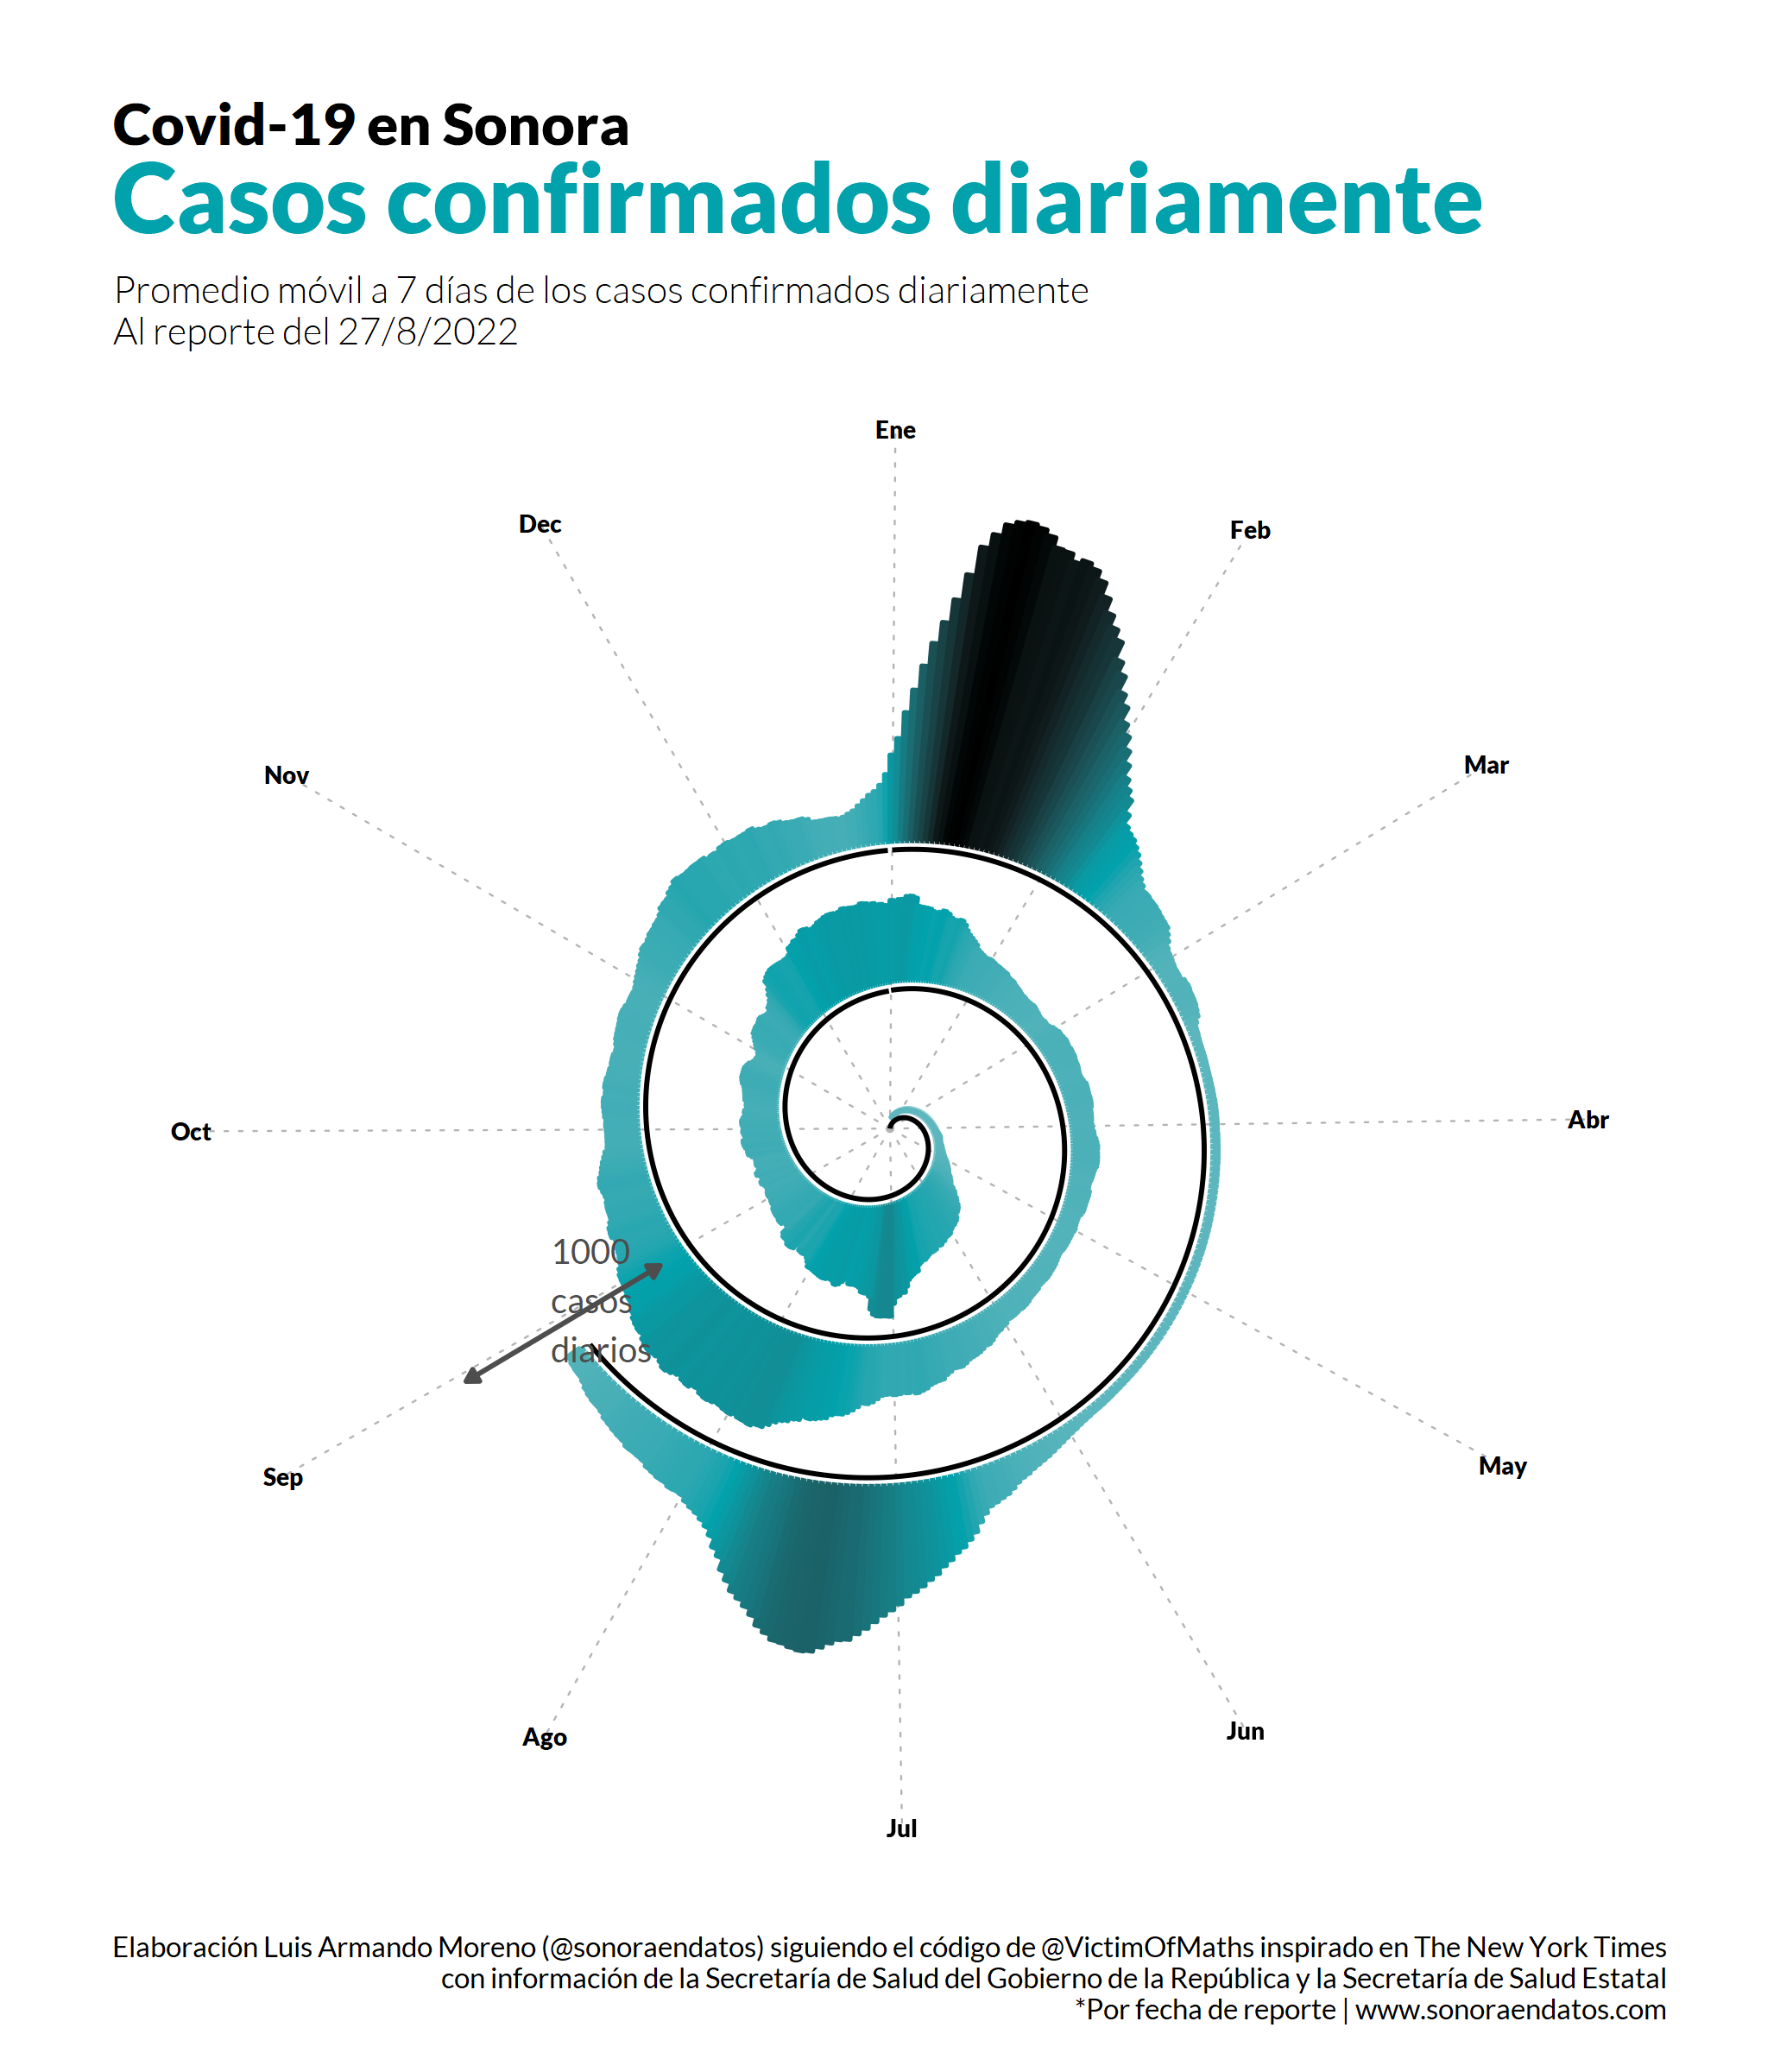 Covid-19 en Sonora
Casos confirmados diariamente
Promedio móvil a 7 días de los casos confirmados diariamente
Al reporte del 27/8/2022
Ene
Dec
Feb
Nov
Mar
Oct
Abr
1000
casos
diarios
Sep
May
Ago
Jun
Jul
Elaboración Luis Armando Moreno (@sonoraendatos) siguiendo el código de @VictimOfMaths inspirado en The New York Times
con información de la Secretaría de Salud del Gobierno de la República y la Secretaría de Salud Estatal
*Por fecha de reporte | www.sonoraendatos.com